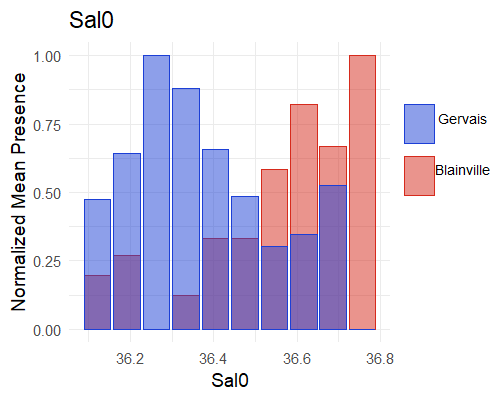 Sal0
Normalized Mean Presence
1.00
0.75
0.50
0.25
0.00
36.2 36.4 36.6 36.8
Sal0
Gervais
Blainville